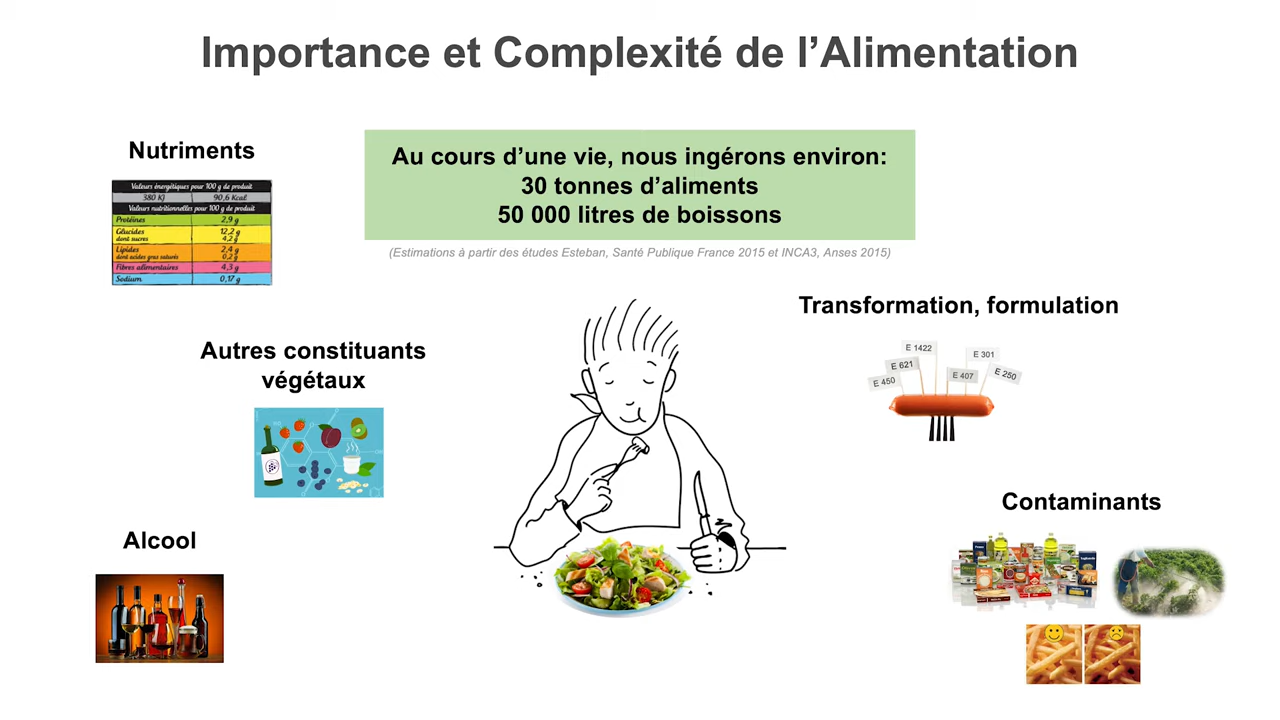 Importance et Complexité de l’Alimentation
Nutriments
Valeurs énergétiques pour 100 g de produit
380 Kj 90,6 Kcal
Valeurs nutritionnelles pour 100 g de produit
Protéines 2,9 g
Glucides 12,2 g
dont sucres 4,2 g
Lipides 2,4 g
dont acides gras saturés 0,2 g
Fibres alimentaires 4,3 g
Sodium 0,17 g
Au cours d’une vie, nous ingérons environ:
30 tonnes d’aliments
50 000 litres de boissons
(Estimations à partir des études Esteban, Santé Publique France 2015 et INCA3, Anses 2015)
Transformation, formulation
E 1422
E 301
E 621
E 450
E 407
E 250
Autres constituants
végétaux
Contaminants
Alcool